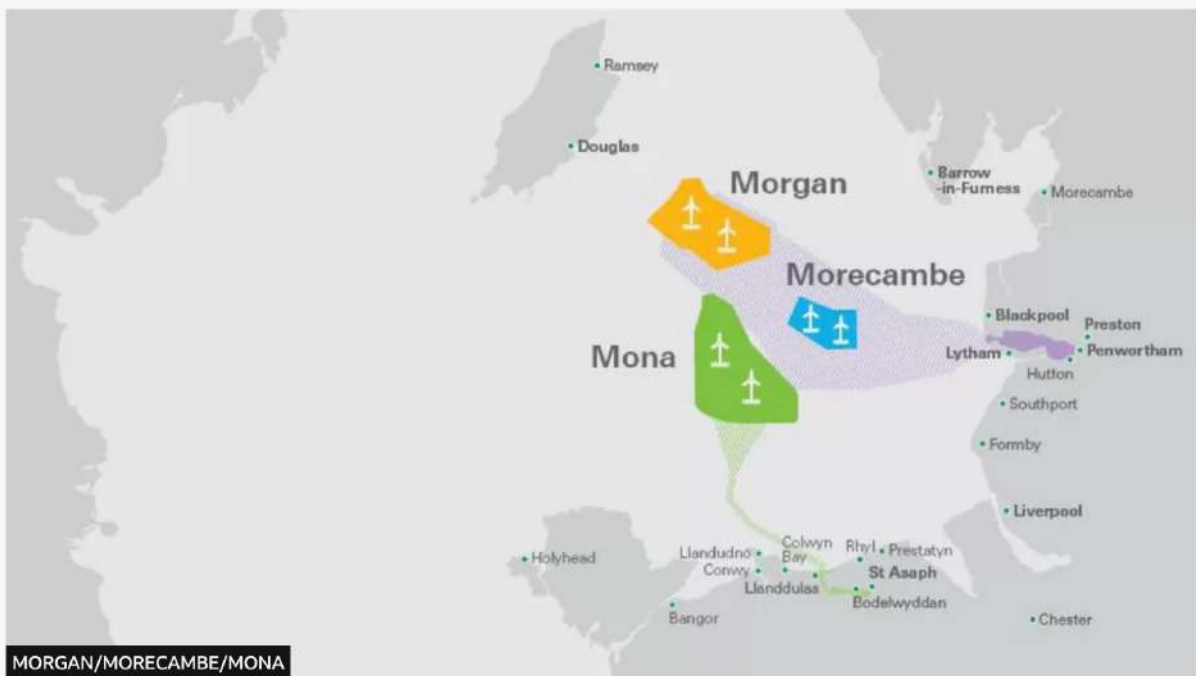 Ramsey
Douglas
Morgan
Barrow
-in-Furness
Morecambe
Morecambe
Blackpool
Preston
Mona
Lytham
Penwortham
Hutton
Southport
Formby
Liverpool
Holyhead
Llandudno
Colwyn
Bay
Rhyl
Prestatyn
Conwy
St Asaph
Llanddulas
Bodelwyddan
Bangor
Chester
MORGAN/MORECAMBE/MONA